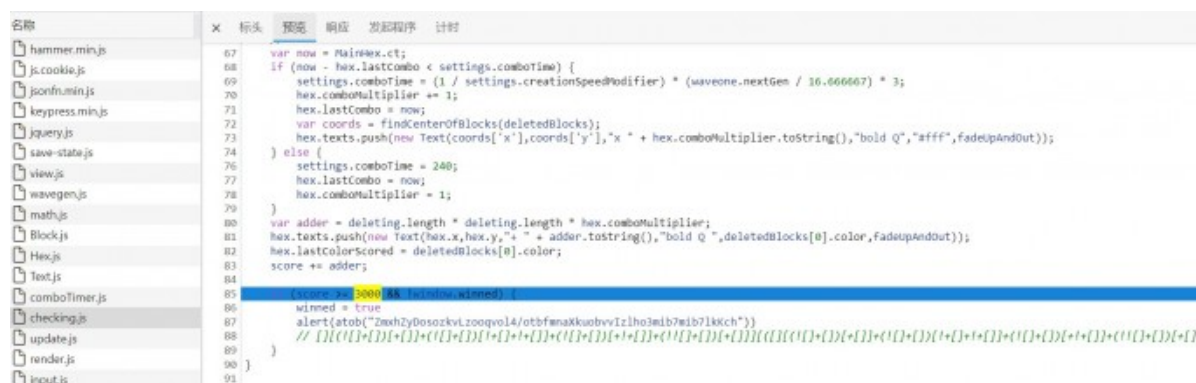 名称
hammer.min.js
js.cookie.js
jsonfn.min.js
keypress.min.js
jquery.js
save-state.js
view.js
wavegen.js
math.js
Block.js
Hex.js
Text.js
comboTimer.js
checking.js
update.js
render.js
input.js
× 标头 预览 响应 发起程序 计时
67 var now = MainHex.ct;
68 if (now - hex.lastCombo < settings.comboTime) {
69 settings.comboTime = (1 / settings.creationSpeedModifier) * (waveone.nextGen / 16.666667) * 3;
70 hex.comboMultiplier += 1;
71 hex.lastCombo = now;
72 var coords = findCenterOfBlocks(deletedBlocks);
73 hex.texts.push(new Text(coords['x'],coords['y'],"x " + hex.comboMultiplier.toString(),"bold Q","#fff",fadeUpAndOut));
74 } else {
76 settings.comboTime = 240;
77 hex.lastCombo = now;
78 hex.comboMultiplier = 1;
79 }
80 var adder = deleting.length * deleting.length * hex.comboMultiplier;
81 hex.texts.push(new Text(hex.x,hex.y,"+ " + adder.toString(),"bold Q ",deletedBlocks[0].color,fadeUpAndOut));
82 hex.lastColorScored = deletedBlocks[0].color;
83 score += adder;
84
85 (score >= 3000 && !window.winned) {
86 winned = true
87 alert(atob(
88 //
89 }
90 }
91